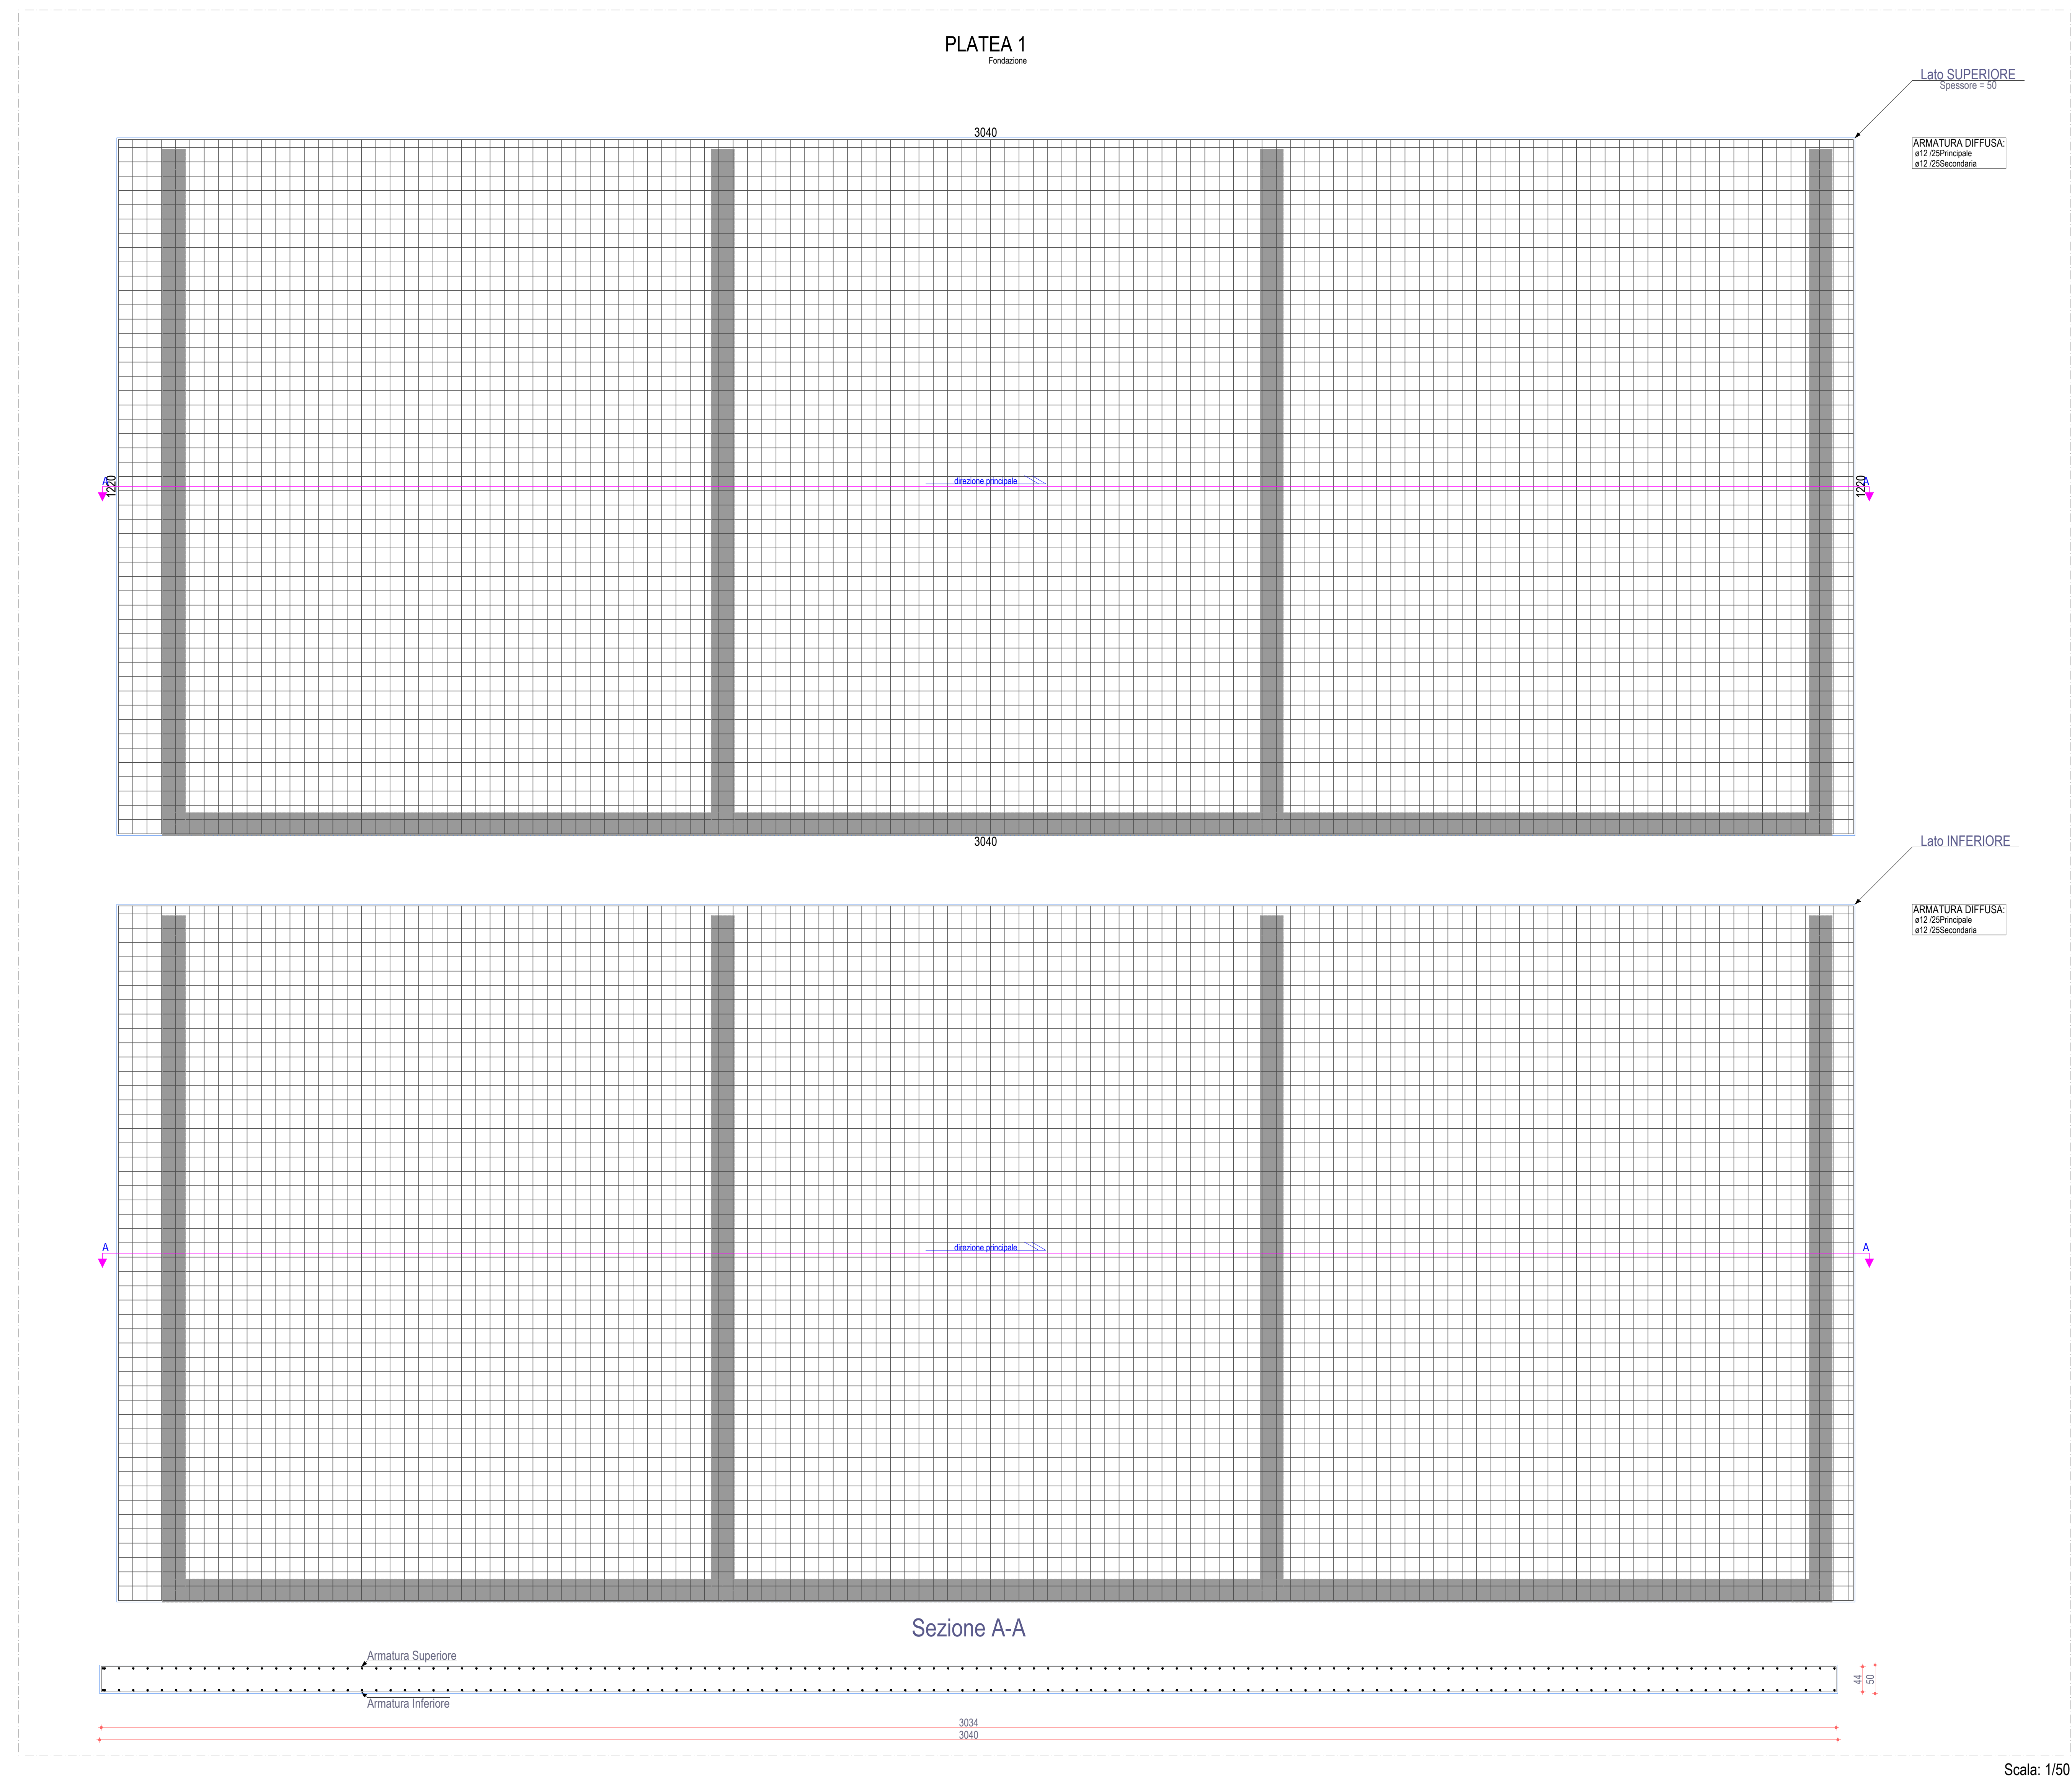 PLATEA 1
Fondazione
Lato SUPERIORE
Spessore = 50
3040
ARMATURA DIFFUSA:
ø12 /25Principale
ø12 /25Secondaria
A
1220
direzione principale
A
1220
3040
Lato INFERIORE
ARMATURA DIFFUSA:
ø12 /25Principale
ø12 /25Secondaria
A
direzione principale
A
Sezione A-A
Armatura Superiore
44
50
Armatura Inferiore
3034
3040
Scala: 1/50